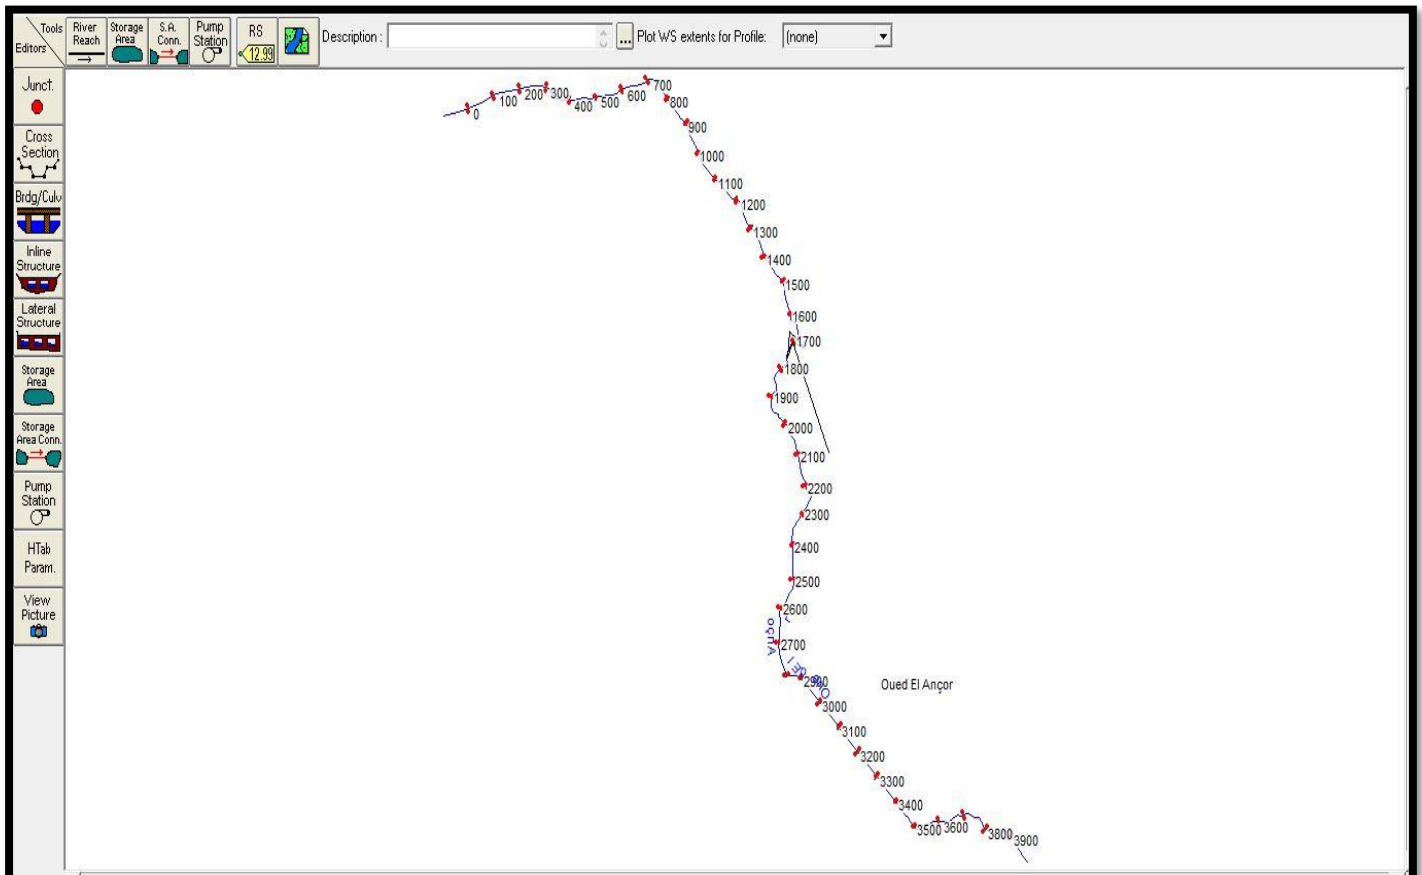 Tools
Editors
River
Reach
Storage
Area
S.A.
Conn.
Pump
Station
RS
12.99
Description :
...
Plot WS extents for Profile:
(none)
Junct.
Cross
Section
Brdg/Culv
Inline
Structure
Lateral
Structure
Storage
Area
Storage
Area Conn.
Pump
Station
HTab
Param.
View
Picture
0
100
200
300
400
500
600
700
800
900
1000
1100
1200
1300
1400
1500
1600
1700
1800
1900
2000
2100
2200
2300
2400
2500
2600
2700
2900
3000
3100
3200
3300
3400
3500
3600
3800
3900
Oued El Ançor